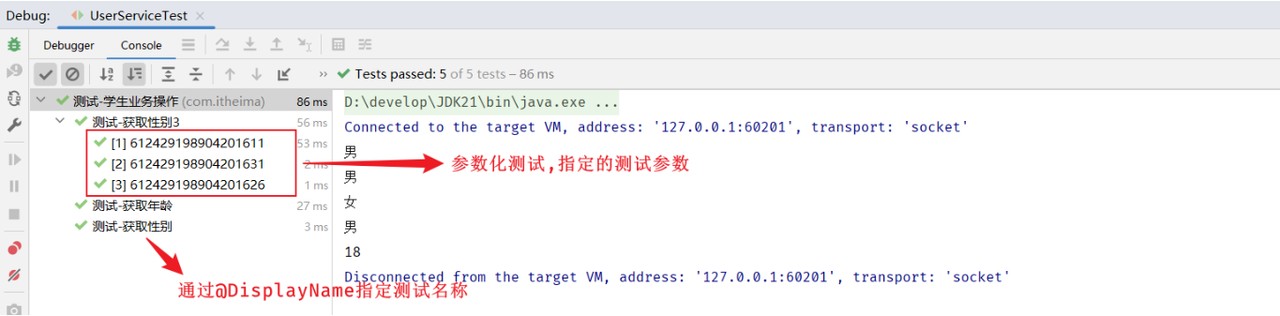 Debug: UserServiceTest
Debugger Console
Tests passed: 5 of 5 tests – 86 ms
测试-学生业务操作 (com.itheima) 86 ms
测试-获取性别3 56 ms
[1] 612429198904201611 53 ms
[2] 612429198904201631 2 ms
[3] 612429198904201626 1 ms
测试-获取年龄 27 ms
测试-获取性别 3 ms
通过@DisplayName指定测试名称
D:\develop\JDK21\bin\java.exe ...
Connected to the target VM, address: '127.0.0.1:60201', transport: 'socket'
男
参数化测试,指定的测试参数
男
女
男
18
Disconnected from the target VM, address: '127.0.0.1:60201', transport: 'socket'